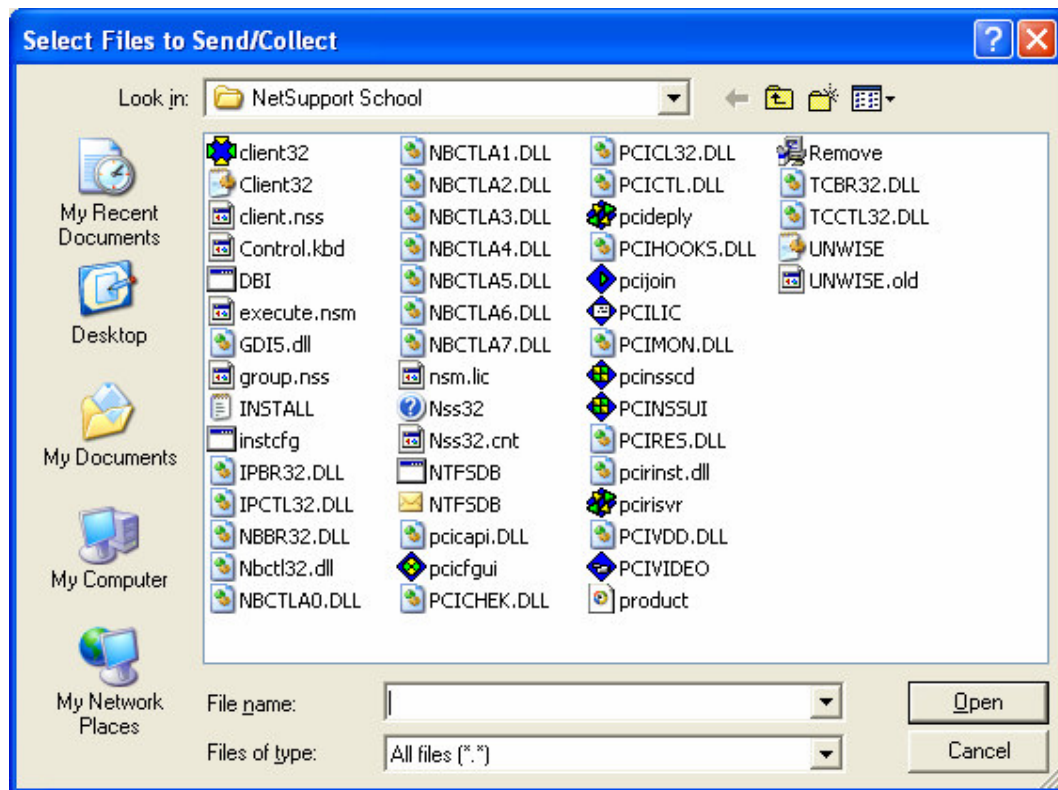 Select Files to Send/Collect
Look in:
NetSupport School
My Recent
Documents
Desktop
My Documents
My Computer
My Network
Places
client32
Client32
client.nss
Control.kbd
DBI
execute.nsm
GDI5.dll
group.nss
INSTALL
instcfg
IPBR32.DLL
IPCTL32.DLL
NBBR32.DLL
Nbctl32.dll
NBCTLA0.DLL
NBCTLA1.DLL
NBCTLA2.DLL
NBCTLA3.DLL
NBCTLA4.DLL
NBCTLA5.DLL
NBCTLA6.DLL
NBCTLA7.DLL
nsm.lic
Nss32
Nss32.cnt
NTFSDB
NTFSDB
pcicapi.DLL
pcicfgui
PCICHEK.DLL
PCICL32.DLL
PCICTL.DLL
pcideply
PCIHOOKS.DLL
pcijoin
PCILIC
PCIMON.DLL
pcinsscd
PCINSSUI
PCIRES.DLL
pcirinst.dll
pcirisvr
PCIVDD.DLL
PCIVIDEO
product
Remove
TCBR32.DLL
TCCTL32.DLL
UNWISE
UNWISE.old
File name:
Open
Files of type:
All files (*.*)
Cancel